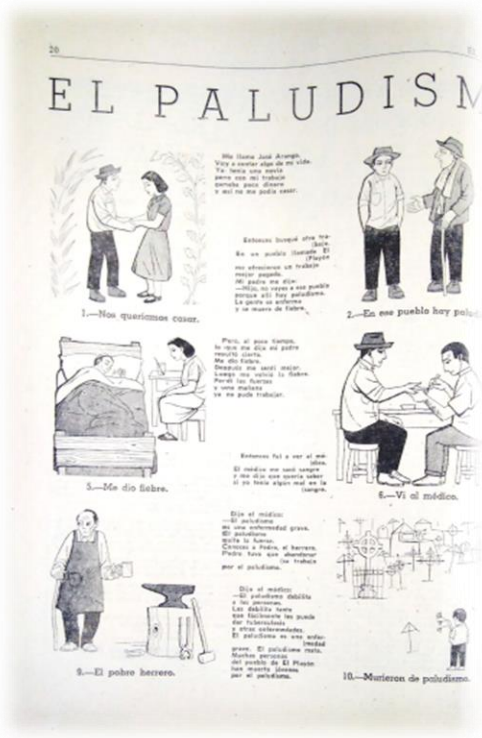 20
EL PALUDISM
Me llamo José Arango.
Voy a contar algo de mi vida.
Yo tenía una novia
pero con mi trabajo
ganaba poco dinero
y así no me podía casar.
Entonces busqué otro tra-
(bajo.
En un pueblo llamado El
(Playón
me ofrecieron un trabajo
mejor pagado.
Mi padre me dijo:
—Hijo, no vayas a ese pueblo
porque allí hay paludismo.
La gente se enferma
y se muere de fiebre.
1.—Nos queríamos casar.
2.—En ese pueblo hay
Pero, al poco tiempo,
lo que me dijo mi padre
resultó cierto.
Me dio fiebre.
Después me sentí mejor.
Luego me volvió la fiebre.
Perdí las fuerzas
y una mañana
ya no pude trabajar.
Entonces fui a ver al mé-
(dico.
El médico me sacó sangre
y me dijo que quería saber
si yo tenía algún mal en la
(sangre.
5.—Me dio fiebre.
6.—Vi al médico.
Dijo el médico:
—El paludismo
es una enfermedad grave.
El paludismo
quita la fuerza.
Conozco a Pedro, el herrero.
Pedro tuvo que abandonar
(su trabajo
por el paludismo.
Dijo el médico:
—El paludismo debilita
a las personas.
Las debilita tanto
que fácilmente les puede
dar tuberculosis
y otras enfermedades.
El paludismo es una enfer-
(medad
grave. El paludismo mata.
Muchas personas
del pueblo de El Playón
han muerto jóvenes
por el paludismo.
9.—El pobre herrero.
10.—Murieron de paludismo.